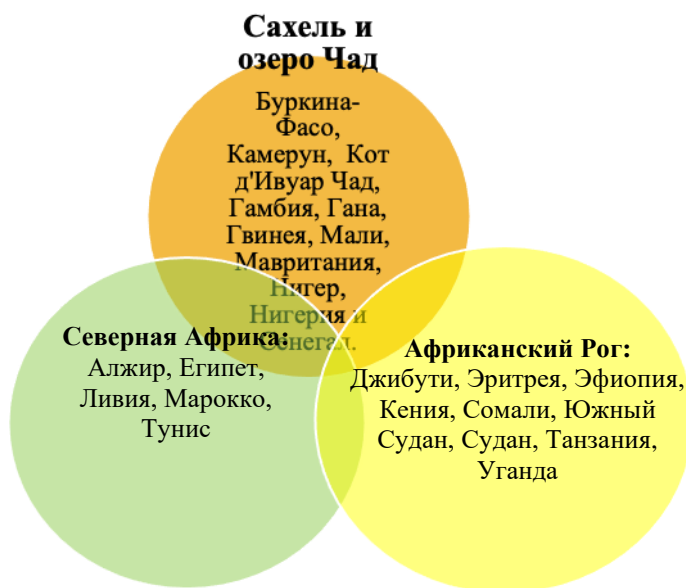 Сахель и
озеро Чад
Буркина-
Фасо,
Камерун, Кот
д'Ивуар Чад,
Гамбия, Гана,
Гвинея, Мали,
Мавритания,
Нигер,
Нигерия и
Сенегал.
Северная Африка:
Алжир, Египет,
Ливия, Марокко,
Тунис
Африканский Рог:
Джибути, Эритрея, Эфиопия,
Кения, Сомали, Южный
Судан, Судан, Танзания,
Уганда